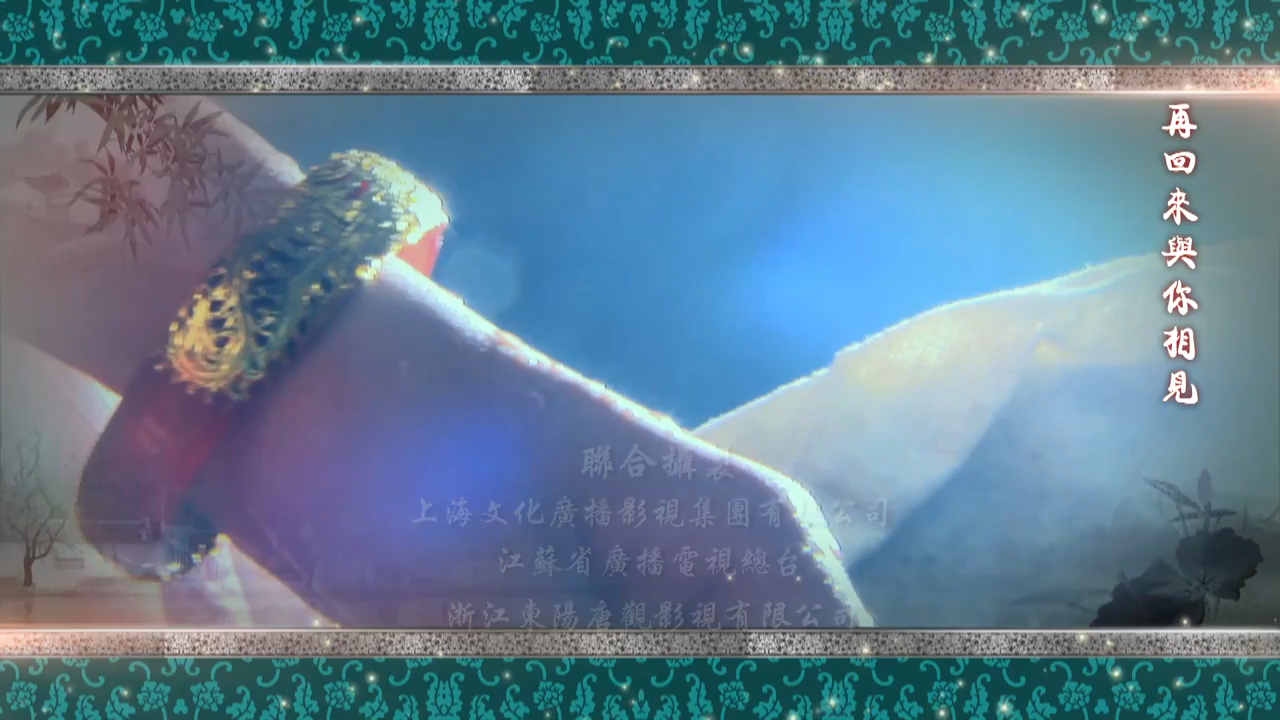 再回來與你相見
聯合攝製
上海文化廣播影視集團有限公司
江蘇省廣播電視總台
浙江東陽唐觀影視有限公司